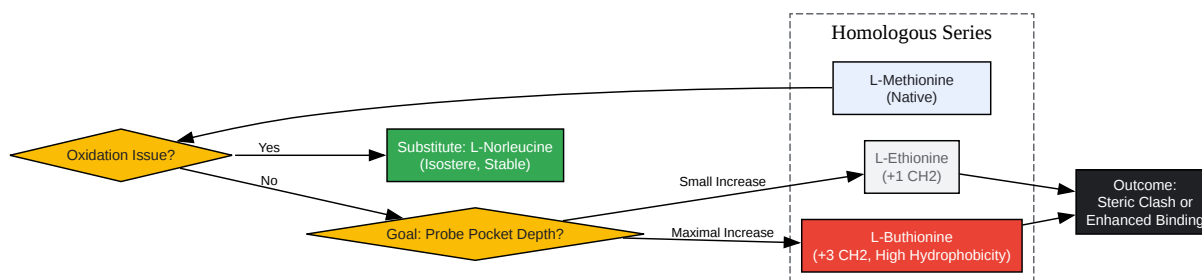 Homologous Series
L-Methionine
(Native)
Oxidation Issue?
Yes
Substitute: L-Norleucine
(Isostere, Stable)
No
Goal: Probe Pocket Depth?
Small Increase
L-Ethionine
(+1 CH2)
Maximal Increase
L-Buthionine
(+3 CH2, High Hydrophobicity)
Outcome:
Steric Clash or
Enhanced Binding